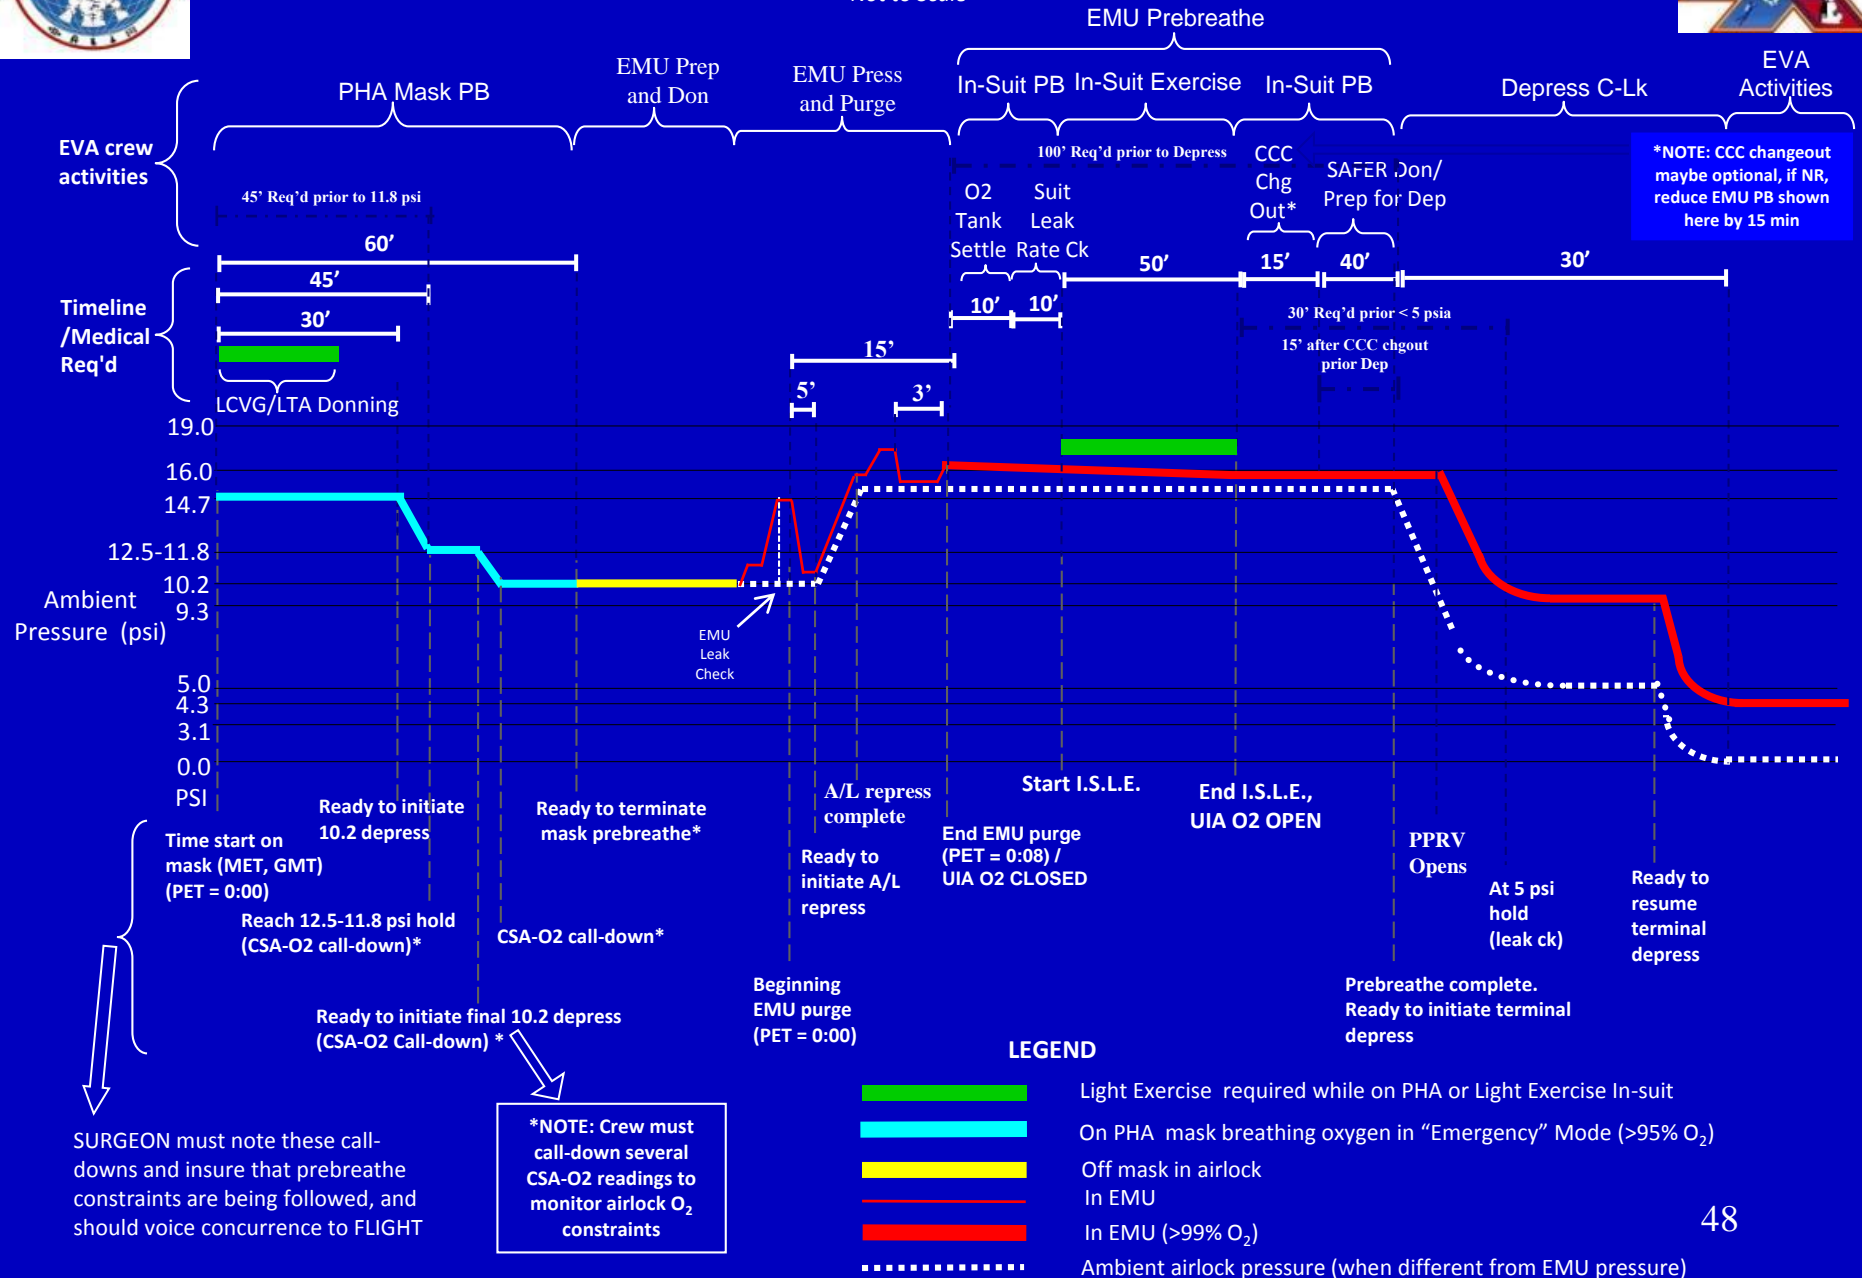 EMU Prebreathe
EVA
Activities
PHA Mask PB
EMU Prep
and Don
EMU Press
and Purge
In-Suit PB
In-Suit Exercise
In-Suit PB
Depress C-Lk
EVA crew
activities
45’ Req’d prior to 11.8 psi
100’ Req’d prior to Depress
O2
Tank
Settle
Suit
Leak
Rate Ck
CCC
Chg
Out*
SAFER Don/
Prep for Dep
*NOTE: CCC changeout
maybe optional, if NR,
reduce EMU PB shown
here by 15 min
Timeline
/Medical
Req'd
60’
45’
30’
LCVG/LTA Donning
15’
5’
3’
10’
10’
50’
15’
40’
30’
30’ Req’d prior < 5 psia
15’ after CCC chgout
prior Dep
19.0
16.0
14.7
12.5-11.8
10.2
9.3
5.0
4.3
3.1
0.0
PSI
Ambient
Pressure (psi)
EMU
Leak
Check
Time start on
mask (MET, GMT)
(PET = 0:00)
Ready to initiate
10.2 depress
Reach 12.5-11.8 psi hold
(CSA-O2 call-down)*
Ready to initiate final 10.2 depress
(CSA-O2 Call-down) *
CSA-O2 call-down*
Ready to terminate
mask prebreathe*
Beginning
EMU purge
(PET = 0:00)
Ready to
initiate A/L
repress
A/L repress
complete
End EMU purge
(PET = 0:08) /
UIA O2 CLOSED
Start I.S.L.E.
End I.S.L.E.,
UIA O2 OPEN
Prebreathe complete.
Ready to initiate terminal
depress
PPRV
Opens
At 5 psi
hold
(leak ck)
Ready to
resume
terminal
depress
SURGEON must note these call-
downs and insure that prebreathe
constraints are being followed, and
should voice concurrence to FLIGHT
*NOTE: Crew must
call-down several
CSA-O2 readings to
monitor airlock O2
constraints
LEGEND
Light Exercise required while on PHA or Light Exercise In-suit
On PHA mask breathing oxygen in “Emergency” Mode (>95% O2)
Off mask in airlock
In EMU
In EMU (>99% O2)
Ambient airlock pressure (when different from EMU pressure)
48